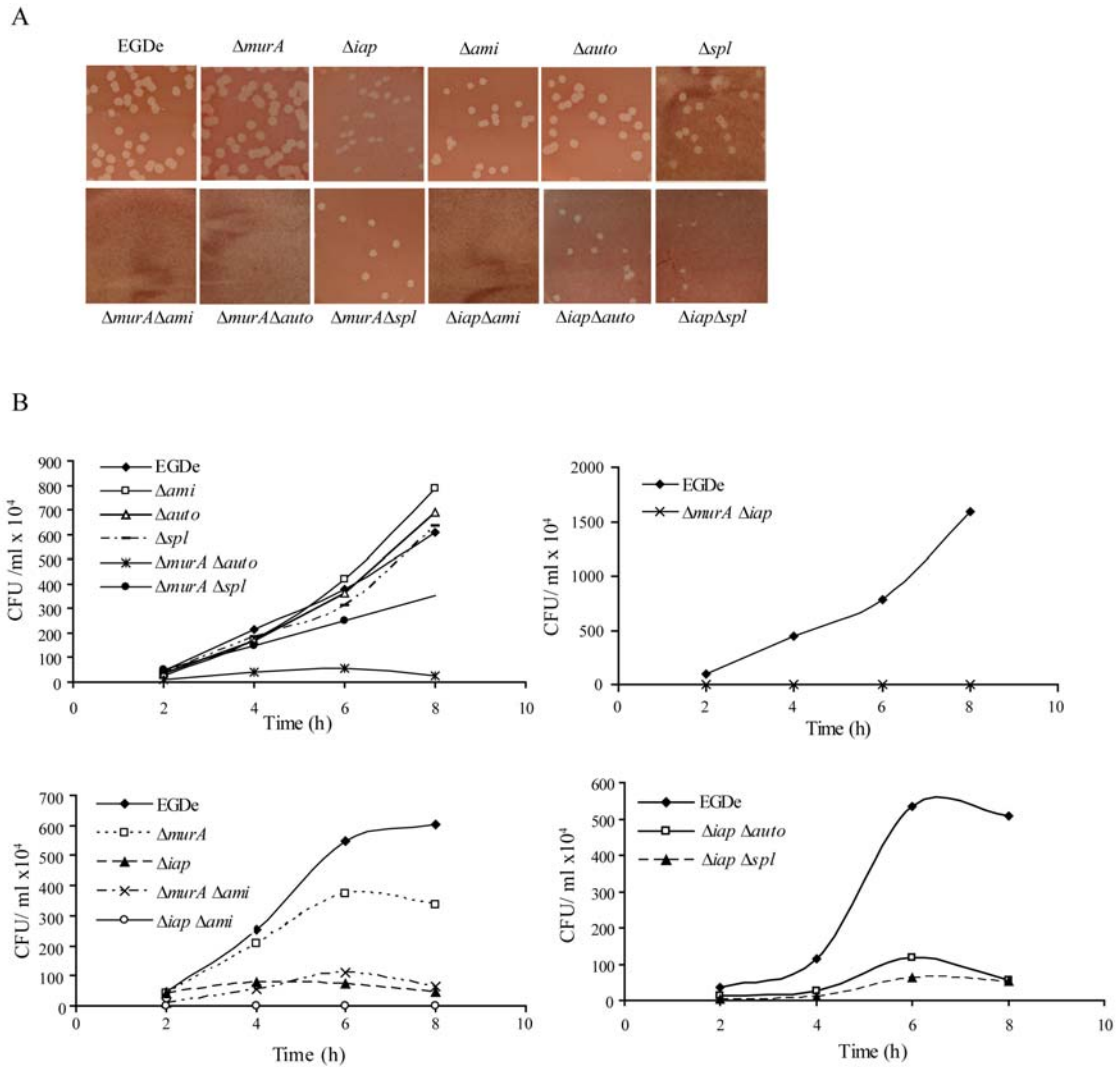 A
EGDe ΔmurA Δiap Δami Δauto Δspl
ΔmurAΔami ΔmurAΔauto ΔmurAΔspl ΔiapΔami ΔiapΔauto ΔiapΔspl
B
900
800
700
600
500
400
300
200
100
0
CFU /ml x 10⁴
EGDe
Δami
Δauto
Δspl
ΔmurA Δauto
ΔmurA Δspl
0 2 4 6 8 10
Time (h)
2000
1500
1000
500
0
CFU/ ml x 10⁴
EGDe
ΔmurA Δiap
0 2 4 6 8 10
Time (h)
700
600
500
400
300
200
100
0
CFU/ ml x10⁴
EGDe
ΔmurA
Δiap
ΔmurA Δami
Δiap Δami
0 2 4 6 8 10
Time (h)
600
500
400
300
200
100
0
CFU/ ml x10⁴
EGDe
Δiap Δauto
Δiap Δspl
0 2 4 6 8 10
Time (h)